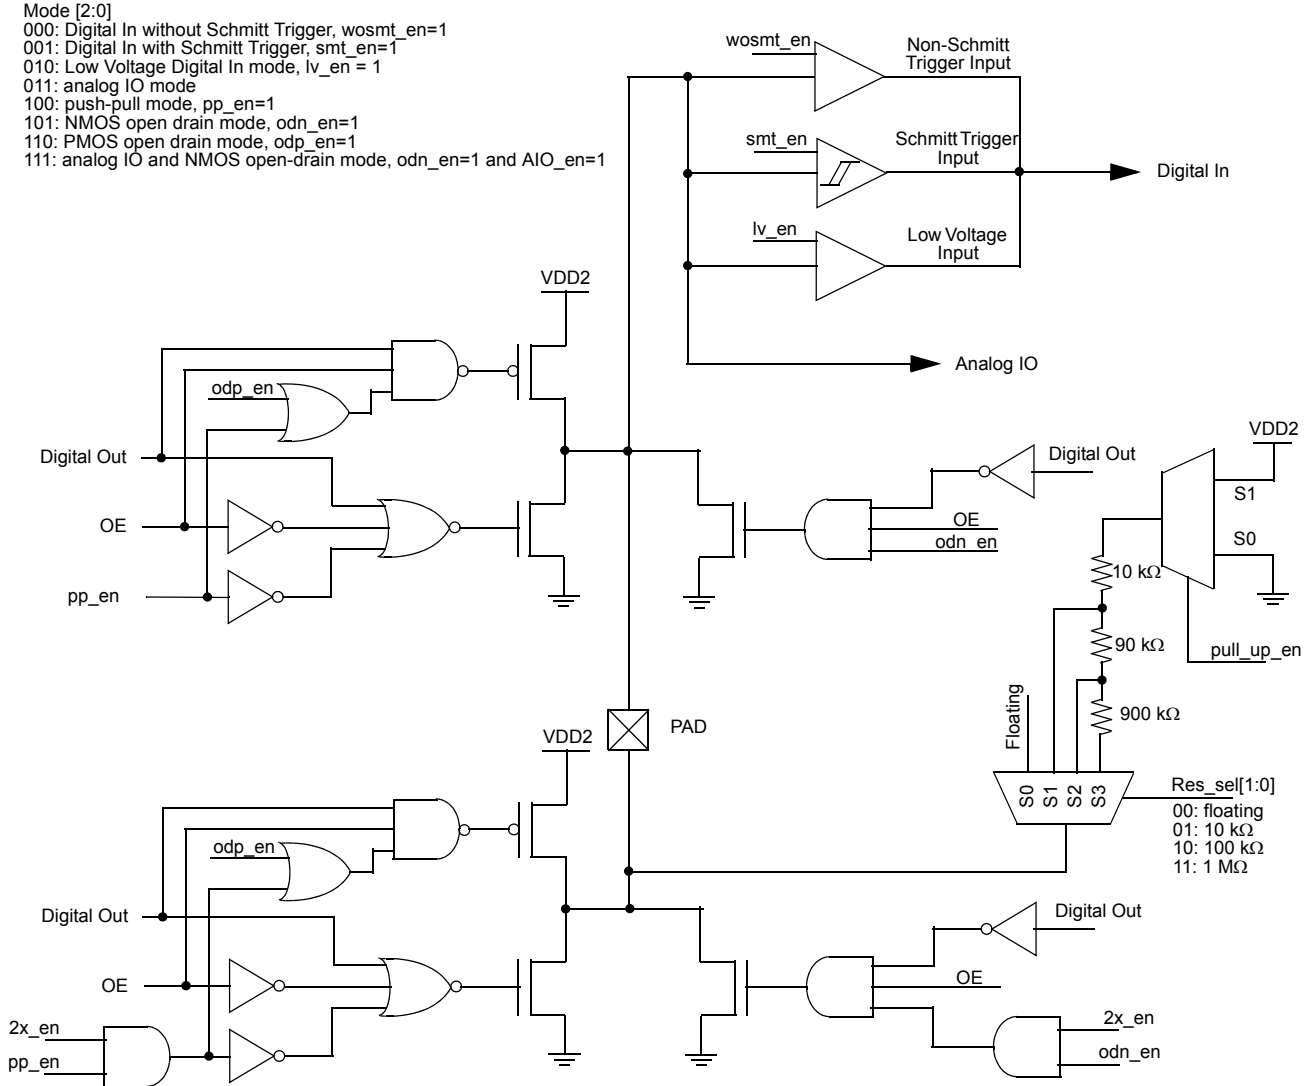 Mode [2:0]
000: Digital In without Schmitt Trigger, wosmt_en=1
001: Digital In with Schmitt Trigger, smt_en=1
010: Low Voltage Digital In mode, lv_en = 1
011: analog IO mode
100: push-pull mode, pp_en=1
101: NMOS open drain mode, odn_en=1
110: PMOS open drain mode, odp_en=1
111: analog IO and NMOS open-drain mode, odn_en=1 and AIO_en=1
wosmt_en
Non-Schmitt
Trigger Input
smt_en
Schmitt Trigger
Input
Digital In
lv_en
Low Voltage
Input
Analog IO
VDD2
odp_en
Digital Out
OE
pp_en
Digital Out
OE
odn_en
VDD2
S1
S0
pull_up_en
10 kΩ
90 kΩ
900 kΩ
Floating
S0
S1
S2
S3
Res_sel[1:0]
00: floating
01: 10 kΩ
10: 100 kΩ
11: 1 MΩ
PAD
VDD2
odp_en
Digital Out
OE
2x_en
pp_en
Digital Out
OE
2x_en
odn_en